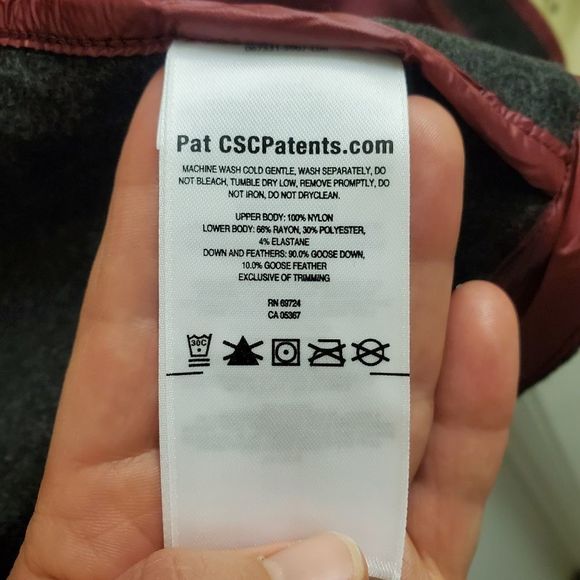 Pat CSCPatents.com
MACHINE WASH COLD GENTLE, WASH SEPARATELY, DO
NOT BLEACH, TUMBLE DRY LOW, REMOVE PROMPTLY, DO
NOT IRON, DO NOT DRYCLEAN.
UPPER BODY: 100% NYLON
LOWER BODY: 66% RAYON, 30% POLYESTER,
4% ELASTANE
DOWN AND FEATHERS: 90.0% GOOSE DOWN,
10.0% GOOSE FEATHER
EXCLUSIVE OF TRIMMING
RN 69724
CA 05367
30C